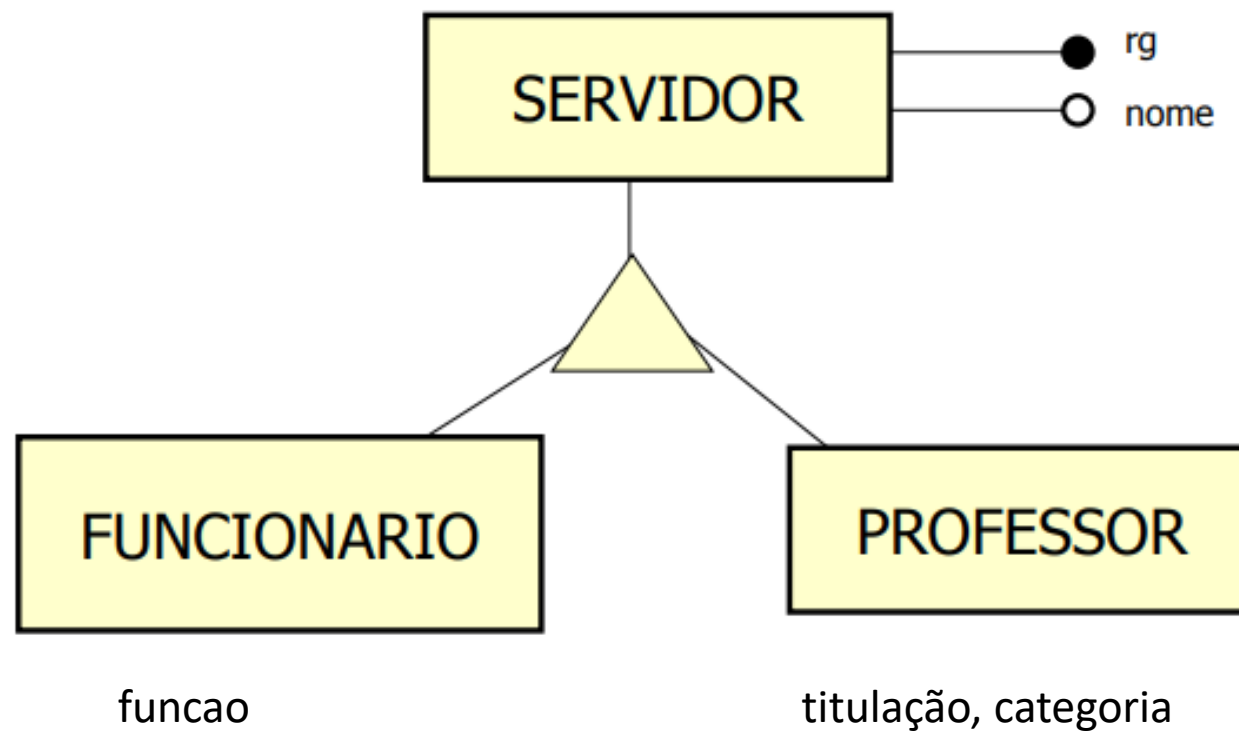 rg
SERVIDOR
nome
FUNCIONARIO
PROFESSOR
funcao
titulação, categoria